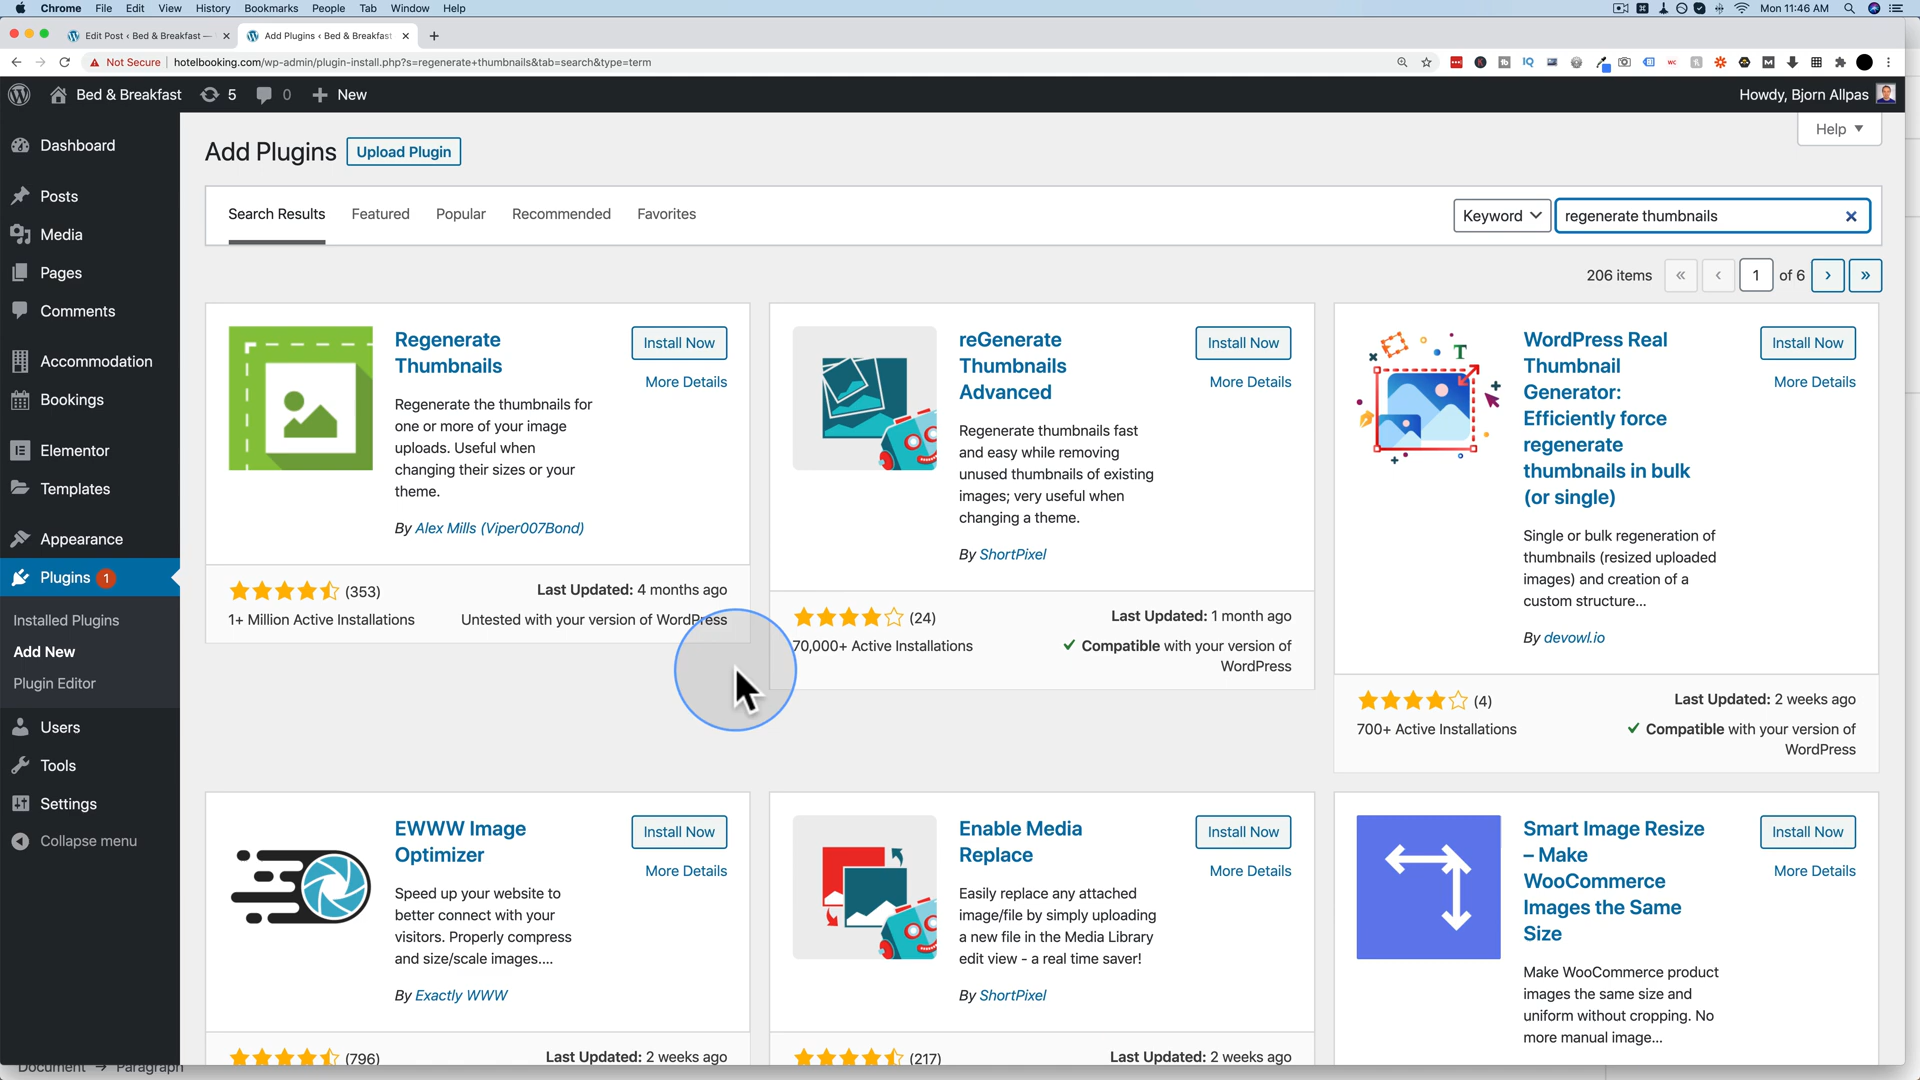 Chrome File Edit View History Bookmarks People Tab Window Help Mon 11:46 AM
Edit Post ‹ Bed & Breakfast — Add Plugins ‹ Bed & Breakfast
Not Secure hotelbooking.com/wp-admin/plugin-install.php?s=regenerate+thumbnails&tab=search&type=term
Bed & Breakfast 5 0 New Howdy, Bjorn Allpas
Help
Dashboard
Posts
Media
Pages
Comments
Accommodation
Bookings
Elementor
Templates
Appearance
Plugins 1
Installed Plugins
Add New
Plugin Editor
Users
Tools
Settings
Collapse menu
Add Plugins Upload Plugin
Search Results Featured Popular Recommended Favorites Keyword regenerate thumbnails
206 items « ‹ 1 of 6 › »
Regenerate
Thumbnails
Install Now
More Details
Regenerate the thumbnails for
one or more of your image
uploads. Useful when
changing their sizes or your
theme.
By Alex Mills (Viper007Bond)
(353) Last Updated: 4 months ago
1+ Million Active Installations Untested with your version of WordPress
reGenerate
Thumbnails
Advanced
Install Now
More Details
Regenerate thumbnails fast
and easy while removing
unused thumbnails of existing
images; very useful when
changing a theme.
By ShortPixel
(24) Last Updated: 1 month ago
70,000+ Active Installations Compatible with your version of
WordPress
WordPress Real
Thumbnail
Generator:
Efficiently force
regenerate
thumbnails in bulk
(or single)
Install Now
More Details
Single or bulk regeneration of
thumbnails (resized uploaded
images) and creation of a
custom structure...
By devowl.io
(4) Last Updated: 2 weeks ago
700+ Active Installations Compatible with your version of
WordPress
EWWW Image
Optimizer
Install Now
More Details
Speed up your website to
better connect with your
visitors. Properly compress
and size/scale images....
By Exactly WWW
(796) Last Updated: 2 weeks ago
Enable Media
Replace
Install Now
More Details
Easily replace any attached
image/file by simply uploading
a new file in the Media Library
edit view - a real time saver!
By ShortPixel
(217) Last Updated: 2 weeks ago
Smart Image Resize
– Make
WooCommerce
Images the Same
Size
Install Now
More Details
Make WooCommerce product
images the same size and
uniform without cropping. No
more manual image...
Document → Paragraph